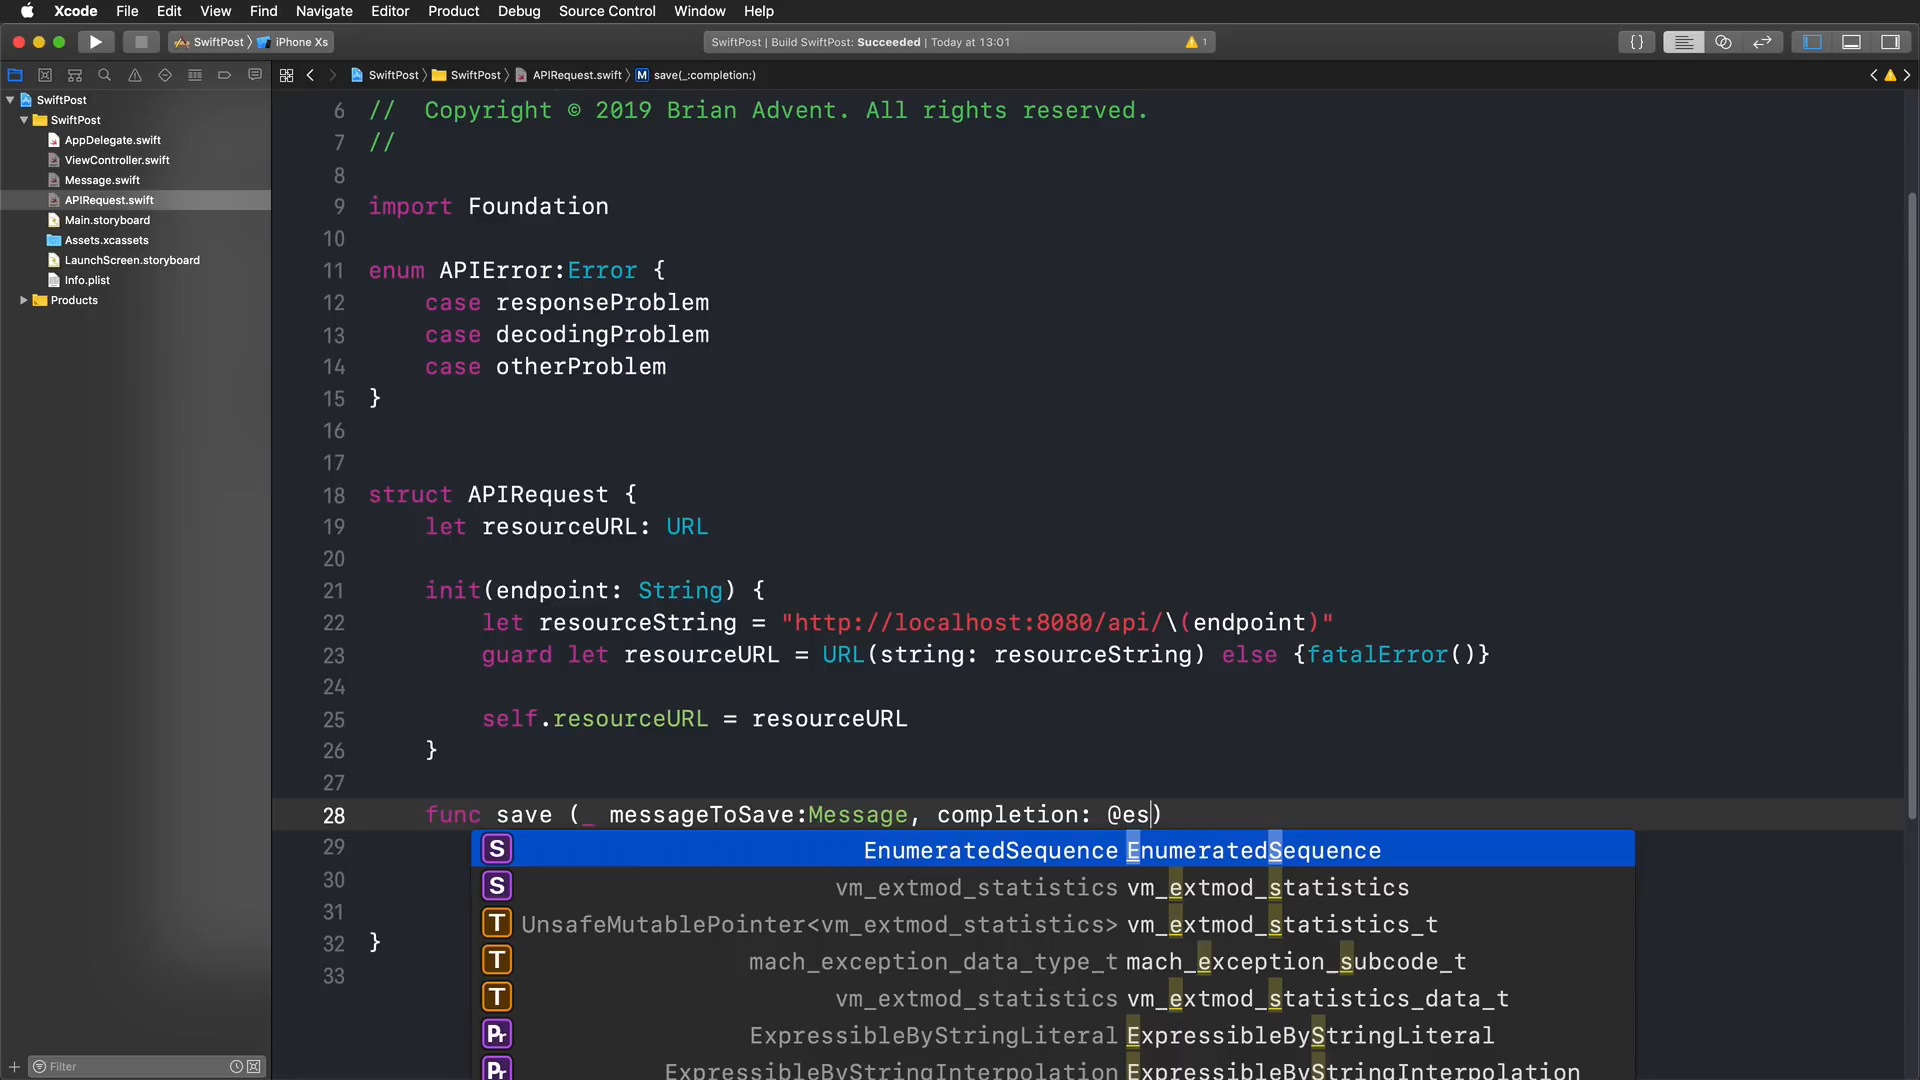 Xcode File Edit View Find Navigate Editor Product Debug Source Control Window Help
SwiftPost iPhone Xs
SwiftPost | Build SwiftPost: Succeeded | Today at 13:01
1
{}
SwiftPost SwiftPost APIRequest.swift M save(_:completion:)
SwiftPost
SwiftPost
AppDelegate.swift
ViewController.swift
Message.swift
APIRequest.swift
Main.storyboard
Assets.xcassets
LaunchScreen.storyboard
Info.plist
Products
6 // Copyright © 2019 Brian Advent. All rights reserved.
7 //
8
9 import Foundation
10
11 enum APIError:Error {
12 case responseProblem
13 case decodingProblem
14 case otherProblem
15 }
16
17
18 struct APIRequest {
19 let resourceURL: URL
20
21 init(endpoint: String) {
22 let resourceString = "http://localhost:8080/api/\(endpoint)"
23 guard let resourceURL = URL(string: resourceString) else {fatalError()}
24
25 self.resourceURL = resourceURL
26 }
27
28 func save (_ messageToSave:Message, completion: @es)
29
30
31
32 }
33
S EnumeratedSequence EnumeratedSequence
S vm_extmod_statistics vm_extmod_statistics
T UnsafeMutablePointer<vm_extmod_statistics> vm_extmod_statistics_t
T mach_exception_data_type_t mach_exception_subcode_t
T vm_extmod_statistics vm_extmod_statistics_data_t
Pr ExpressibleByStringLiteral ExpressibleByStringLiteral
Pr ExpressibleByStringInterpolation ExpressibleByStringInterpolation
Filter